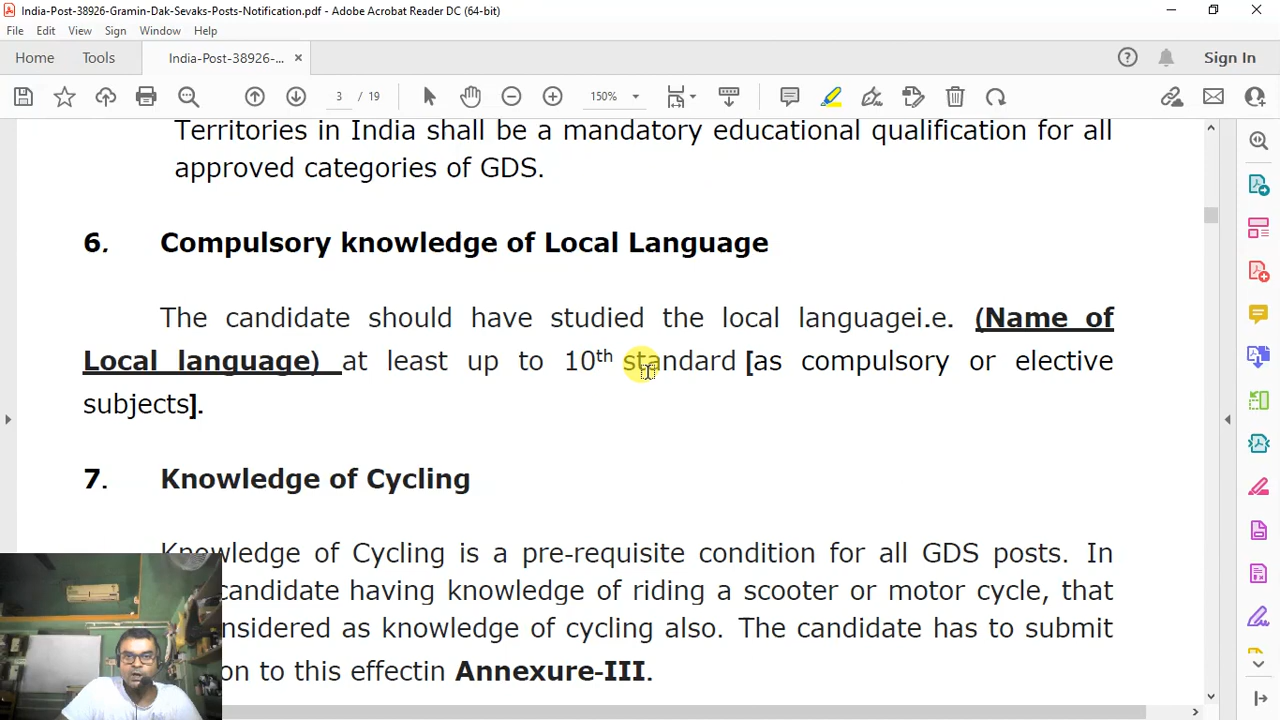 India-Post-38926-Gramin-Dak-Sevaks-Posts-Notification.pdf - Adobe Acrobat Reader DC (64-bit)
File Edit View Sign Window Help
Home Tools India-Post-38926-... × Sign In
3 / 19 150%
Territories in India shall be a mandatory educational qualification for all
approved categories of GDS.
6. Compulsory knowledge of Local Language
The candidate should have studied the local languagei.e. (Name of
Local language) at least up to 10th standard [as compulsory or elective
subjects].
7. Knowledge of Cycling
Knowledge of Cycling is a pre-requisite condition for all GDS posts. In
candidate having knowledge of riding a scooter or motor cycle, that
nsidered as knowledge of cycling also. The candidate has to submit
on to this effectin Annexure-III.